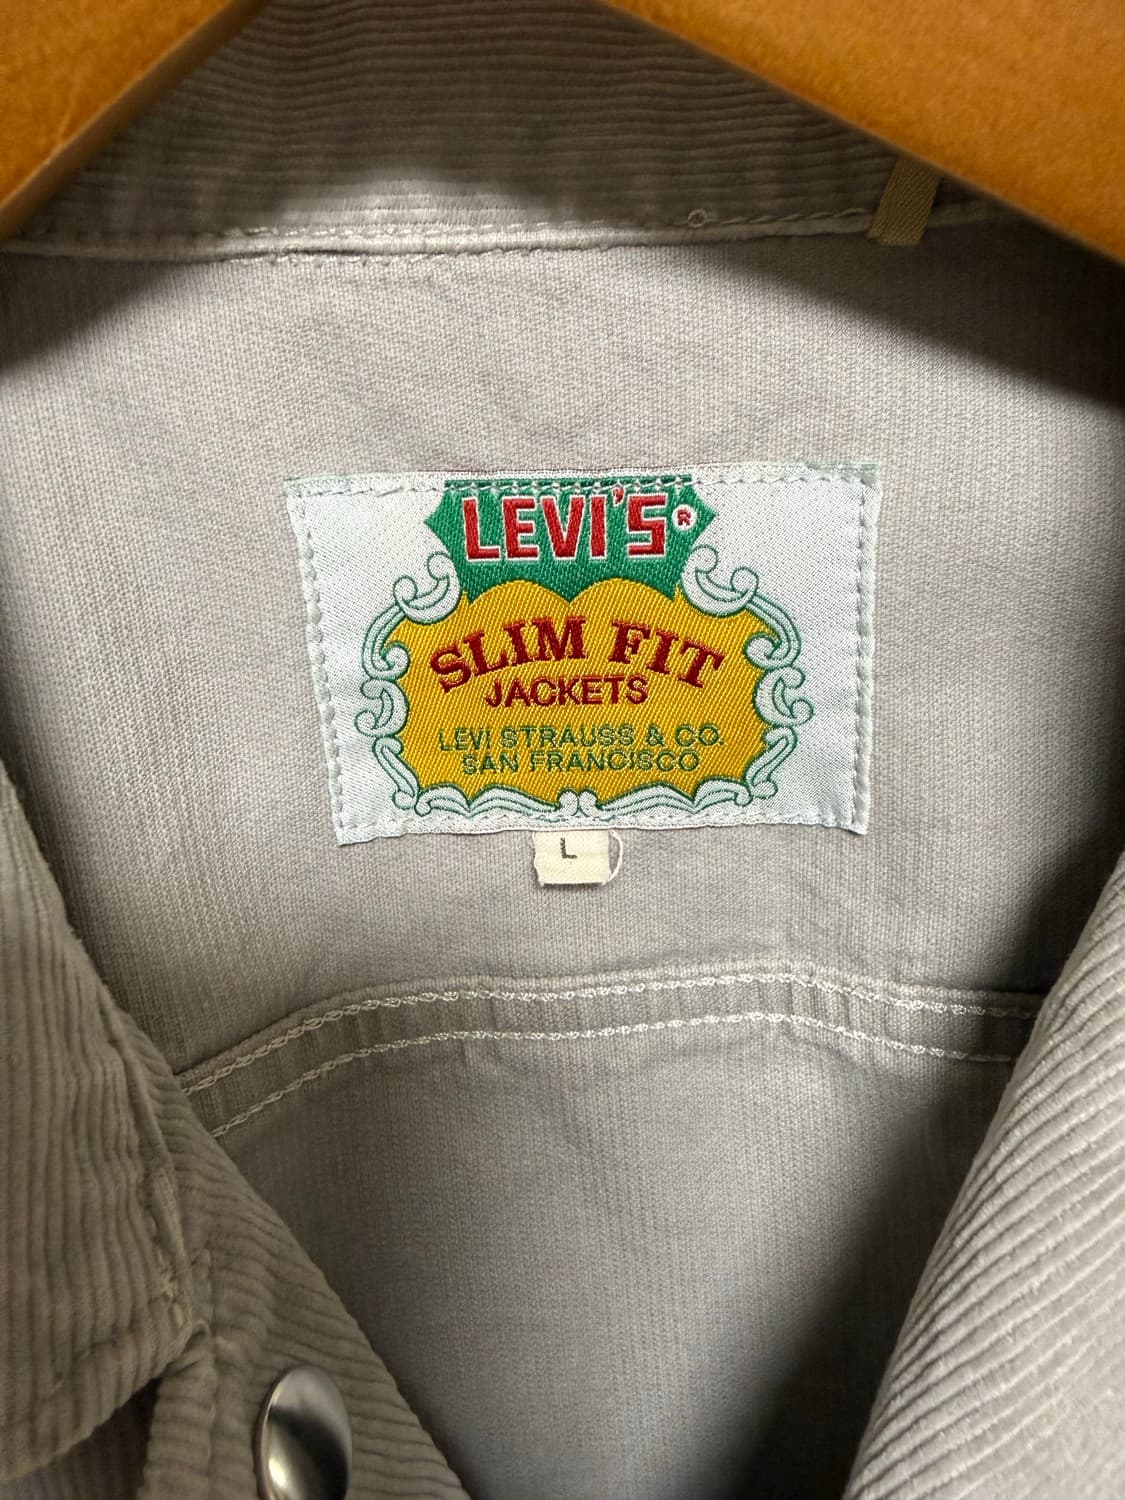 LEVI'S®
SLIM FIT
JACKETS
LEVI STRAUSS & CO.
SAN FRANCISCO
L